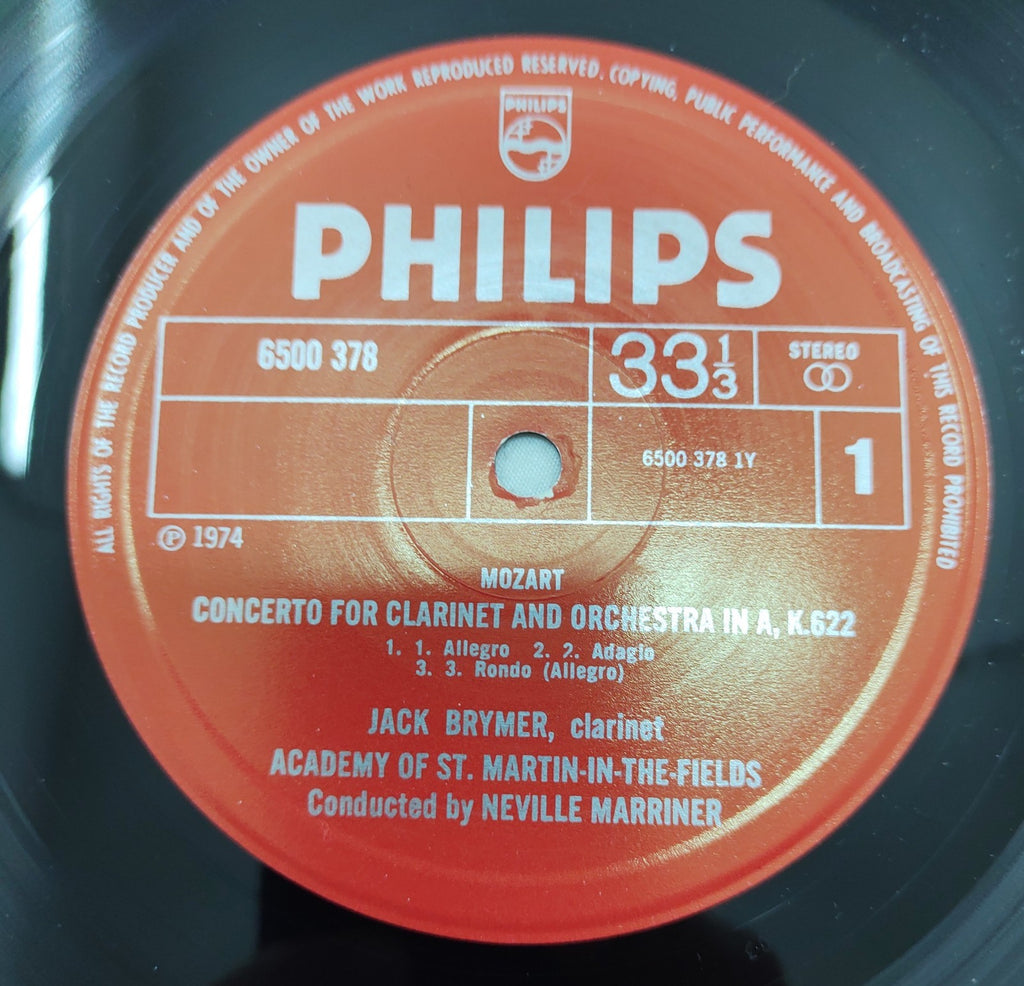 ALL RIGHTS OF THE RECORD PRODUCER AND OF THE OWNER OF THE WORK REPRODUCED RESERVED. COPYING, PUBLIC PERFORMANCE AND BROADCASTING OF THIS RECORD PROHIBITED
PHILIPS
PHILIPS
6500 378
33 1/3
STEREO
6500 378 1Y
1
℗ 1974
MOZART
CONCERTO FOR CLARINET AND ORCHESTRA IN A, K.622
1. 1. Allegro 2. 2. Adagio
3. 3. Rondo (Allegro)
JACK BRYMER, clarinet
ACADEMY OF ST. MARTIN-IN-THE-FIELDS
Conducted by NEVILLE MARRINER